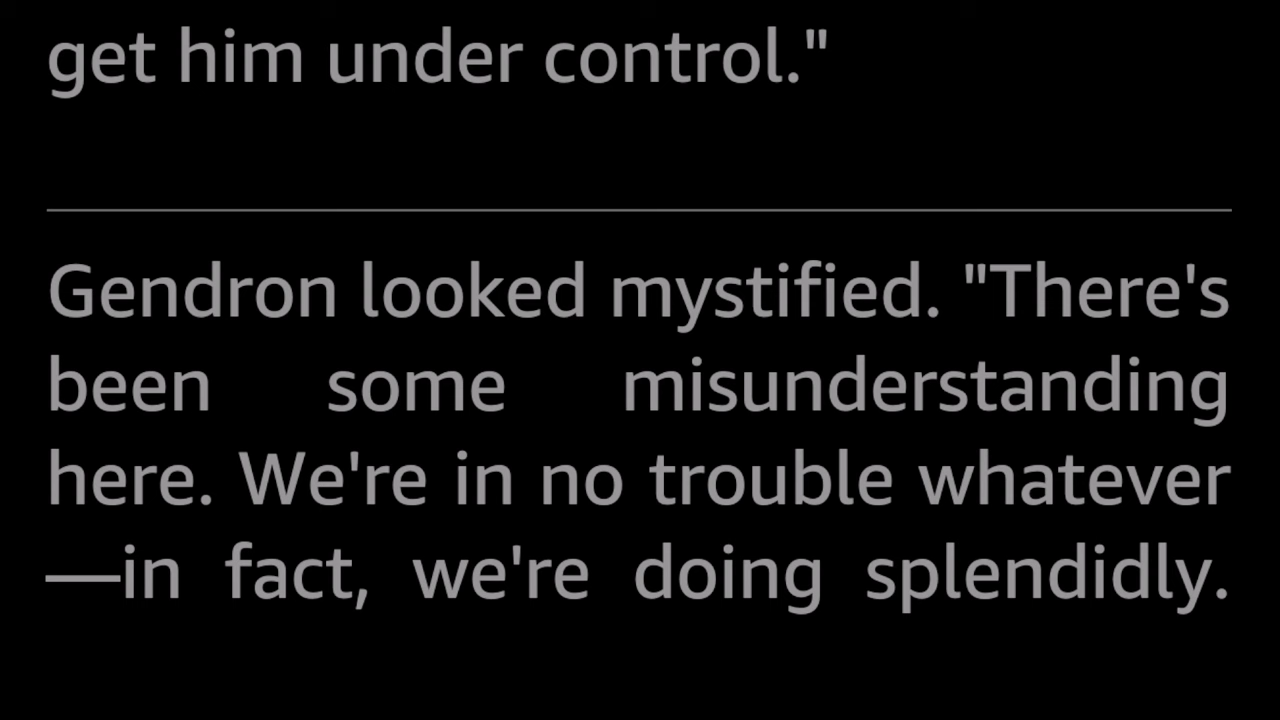 get him under control."
Gendron looked mystified. "There's
been some misunderstanding
here. We're in no trouble whatever
—in fact, we're doing splendidly.